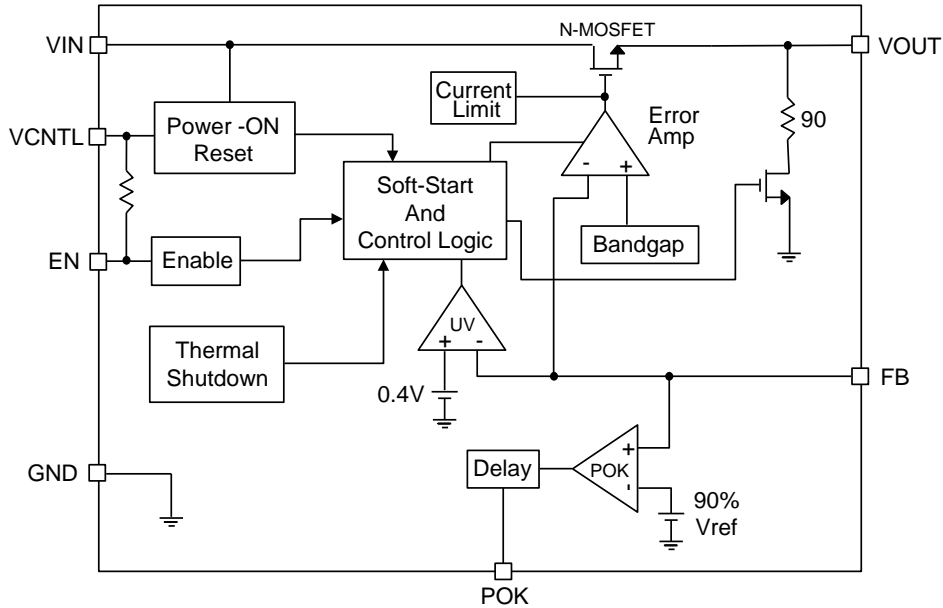 N-MOSFET
VIN
VOUT
Current
Limit
Error
Amp
90
VCNTL
Power -ON
Reset
- +
Soft-Start
And
Control Logic
Bandgap
EN
Enable
UV
+ -
Thermal
Shutdown
0.4V
FB
+
POK
-
Delay
90%
Vref
GND
POK